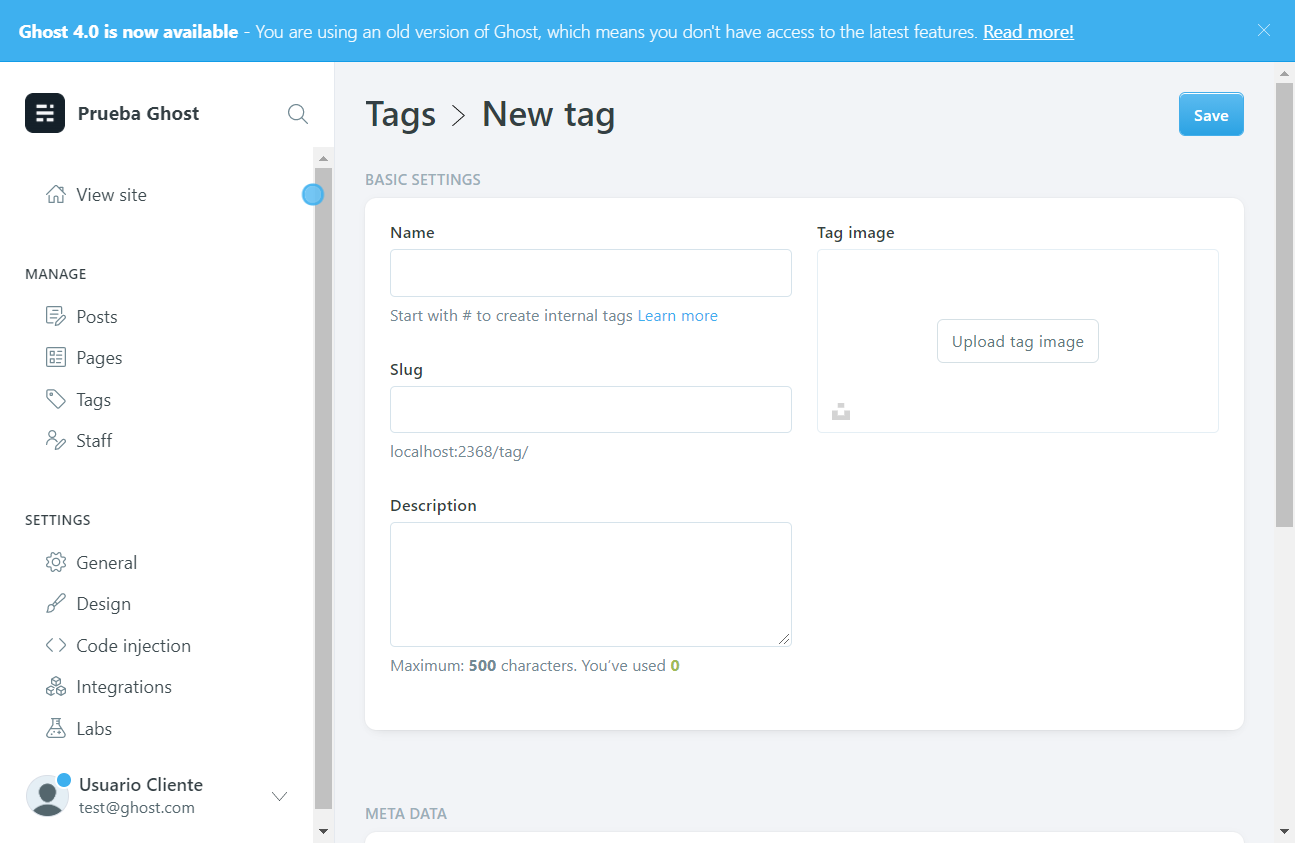 Ghost 4.0 is now available - You are using an old version of Ghost, which means you don't have access to the latest features. Read more!
Prueba Ghost
View site
MANAGE
Posts
Pages
Tags
Staff
SETTINGS
General
Design
Code injection
Integrations
Labs
Usuario Cliente
test@ghost.com
Tags > New tag
Save
BASIC SETTINGS
Name
Start with # to create internal tags Learn more
Slug
localhost:2368/tag/
Description
Maximum: 500 characters. You’ve used 0
Tag image
Upload tag image
META DATA